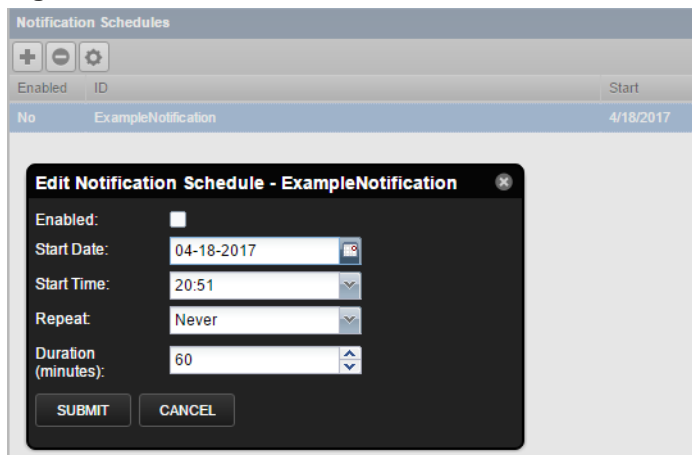 Notification Schedules
Enabled ID Start
No ExampleNotification 4/18/2017
Edit Notification Schedule - ExampleNotification
Enabled:
Start Date: 04-18-2017
Start Time: 20:51
Repeat: Never
Duration (minutes): 60
SUBMIT CANCEL